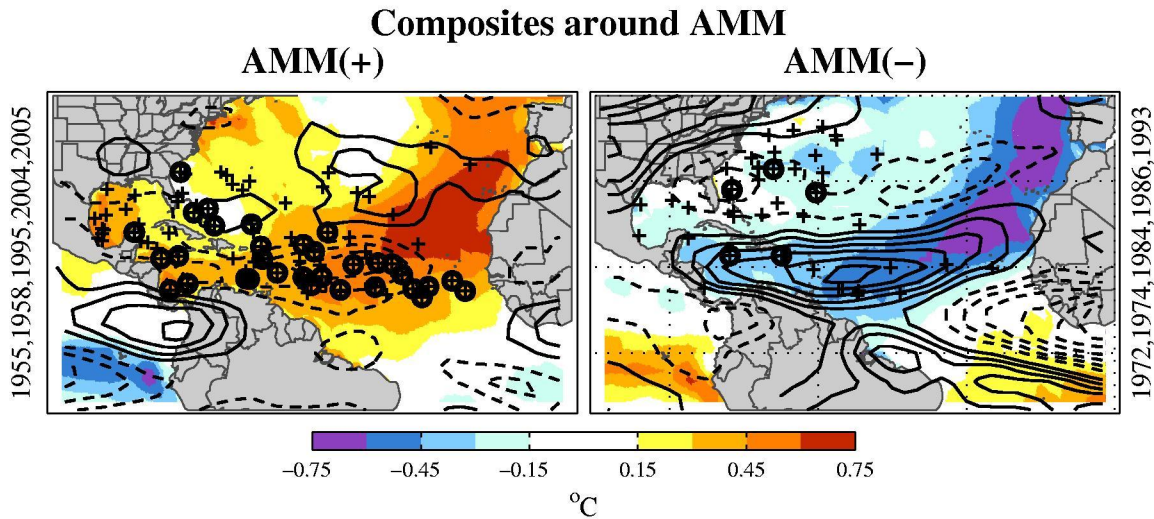 Composites around AMM
AMM(+)
AMM(−)
1955,1958,1995,2004,2005
1972,1974,1984,1986,1993
−0.75 −0.45 −0.15 0.15 0.45 0.75
°C